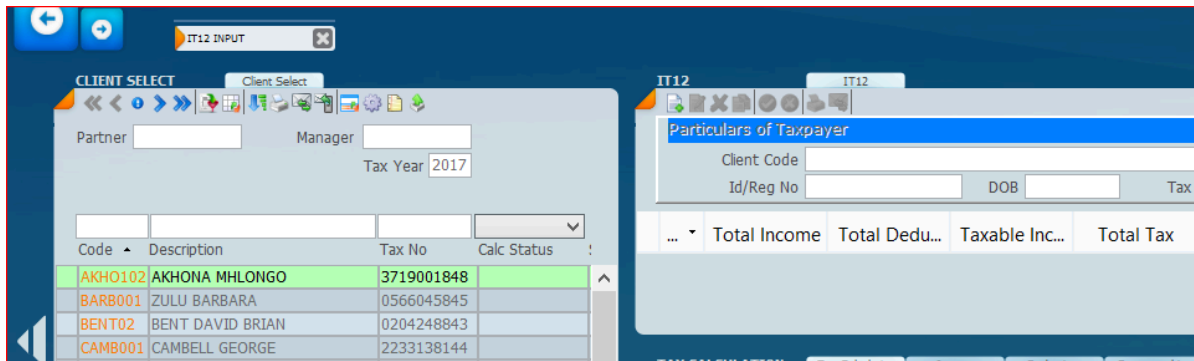 IT12 INPUT
CLIENT SELECT Client Select
Partner Manager
Tax Year 2017
Code Description Tax No Calc Status
AKHO102 AKHONA MHLONGO 3719001848
BARB001 ZULU BARBARA 0566045845
BENT02 BENT DAVID BRIAN 0204248843
CAMB001 CAMBELL GEORGE 2233138144
IT12 IT12
Particulars of Taxpayer
Client Code
Id/Reg No DOB Tax
... Total Income Total Dedu... Taxable Inc... Total Tax